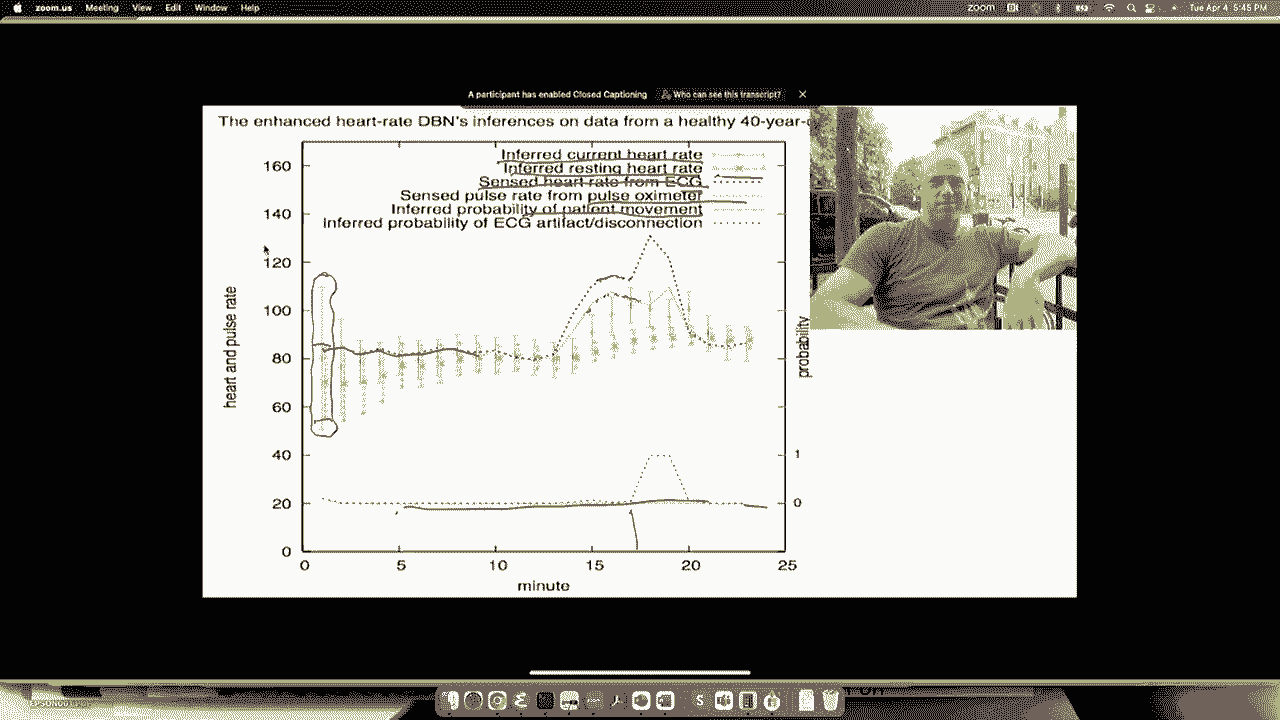 zoom.us Meeting View Edit Window Help
zoom Tue Apr 4 5:45 PM
A participant has enabled Closed Captioning Who can see this transcript?
The enhanced heart-rate DBN's inferences on data from a healthy 40-year-
Inferred current heart rate
Inferred resting heart rate
Sensed heart rate from ECG
Sensed pulse rate from pulse oximeter
Inferred probability of patient movement
Inferred probability of ECG artifact/disconnection
160
140
120
100
80
60
40
20
0
heart and pulse rate
probability
1
0
0 5 10 15 20 25
minute